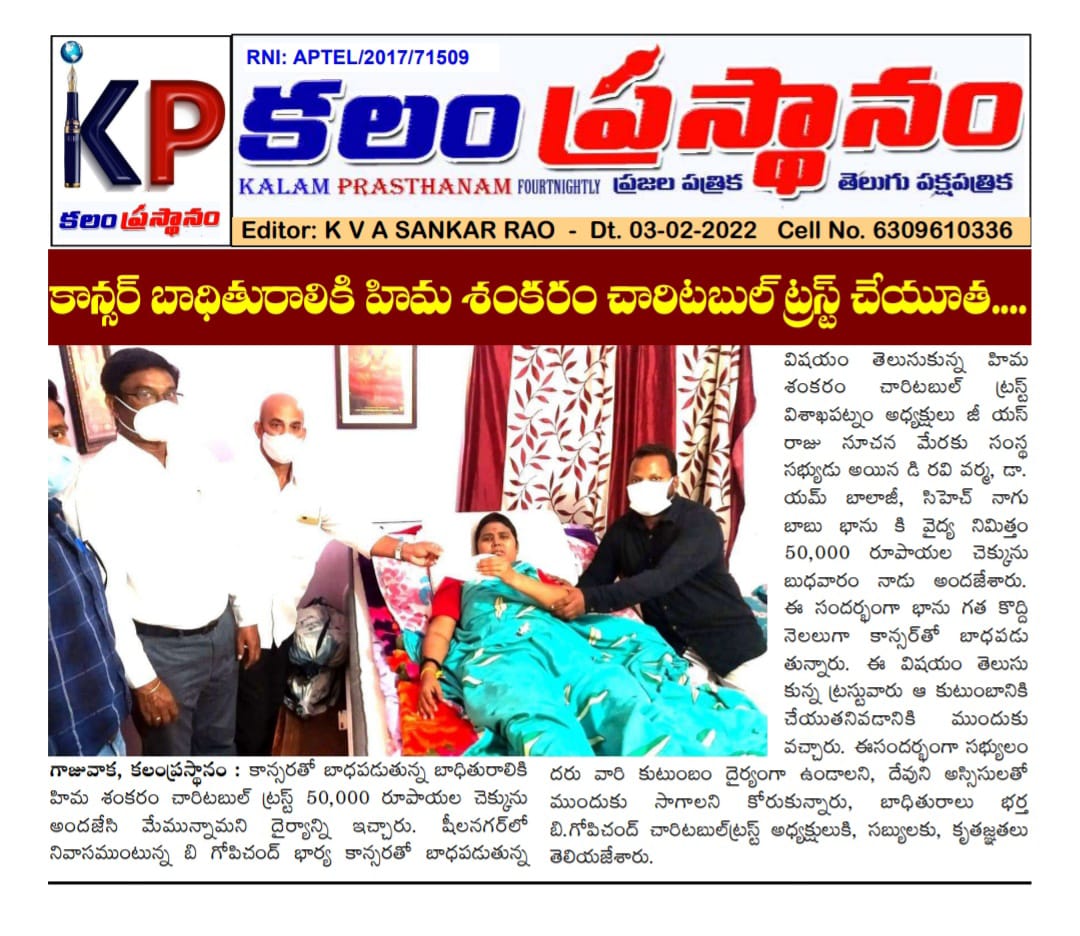 RNI: APTEL/2017/71509
KP
కలం ప్రస్థానం
కలం ప్రస్థానం
KALAM PRASTHANAM FOURTNIGHTLY ప్రజల పత్రిక తెలుగు పక్షపత్రిక
Editor: K V A SANKAR RAO - Dt. 03-02-2022 Cell No. 6309610336
కాన్సర్ బాధితురాలికి హిమ శంకరం చారిటబుల్ ట్రస్ట్ చేయూత....
గాజువాక, కలంప్రస్థానం : కాన్సరతో బాధపడుతున్న బాధితురాలికి
హిమ శంకరం చారిటబుల్ ట్రస్ట్ 50,000 రూపాయల చెక్కును
అందజేసి మేమున్నామని దైర్యాన్ని ఇచ్చారు. షీలనగర్‌లో
నివాసముంటున్న బి గోపిచంద్ భార్య కాన్సరతో బాధపడుతున్న
విషయం తెలుసుకున్న హిమ
శంకరం చారిటబుల్ ట్రస్ట్
విశాఖపట్నం అధ్యక్షులు జీ యస్
రాజు సూచన మేరకు సంస్థ
సభ్యుడు అయిన డి రవి వర్మ, డా.
యమ్ బాలాజీ, సిహెచ్ నాగు
బాబు భాను కి వైద్య నిమిత్తం
50,000 రూపాయల చెక్కును
బుధవారం నాడు అందజేశారు.
ఈ సందర్భంగా భాను గత కొద్ది
నెలలుగా కాన్సర్‌తో బాధపడు
తున్నారు. ఈ విషయం తెలుసు
కున్న ట్రస్టువారు ఆ కుటుంబానికి
చేయుతనివడానికి ముందుకు
వచ్చారు. ఈసందర్భంగా సభ్యులం
దరు వారి కుటుంబం దైర్యంగా ఉండాలని, దేవుని అస్సిసులతో
ముందుకు సాగాలని కోరుకున్నారు, బాధితురాలు భర్త
బి.గోపిచంద్ చారిటబుల్‌ట్రస్ట్ అధ్యక్షులుకి, సబ్యులకు, కృతజ్ఞతలు
తెలియజేశారు.